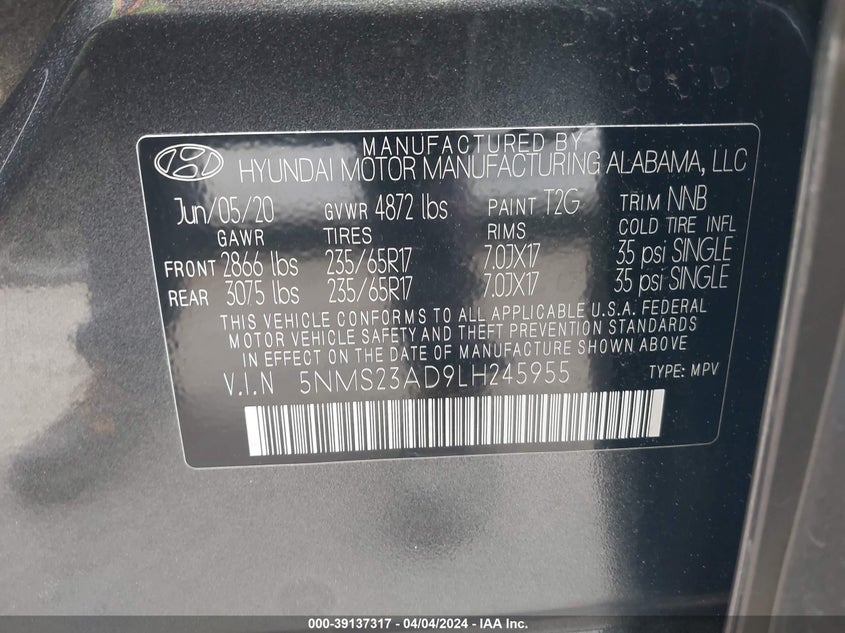 MANUFACTURED BY
HYUNDAI MOTOR MANUFACTURING ALABAMA, LLC
Jun/05/20 GVWR 4872 lbs PAINT T2G TRIM NNB
GAWR TIRES RIMS COLD TIRE INFL
FRONT 2866 lbs 235/65R17 7.0JX17 35 psi SINGLE
REAR 3075 lbs 235/65R17 7.0JX17 35 psi SINGLE
THIS VEHICLE CONFORMS TO ALL APPLICABLE U.S.A. FEDERAL
MOTOR VEHICLE SAFETY AND THEFT PREVENTION STANDARDS
IN EFFECT ON THE DATE OF MANUFACTURE SHOWN ABOVE
V.I.N 5NMS23AD9LH245955 TYPE: MPV
000-39137317 - 04/04/2024 - IAA Inc.